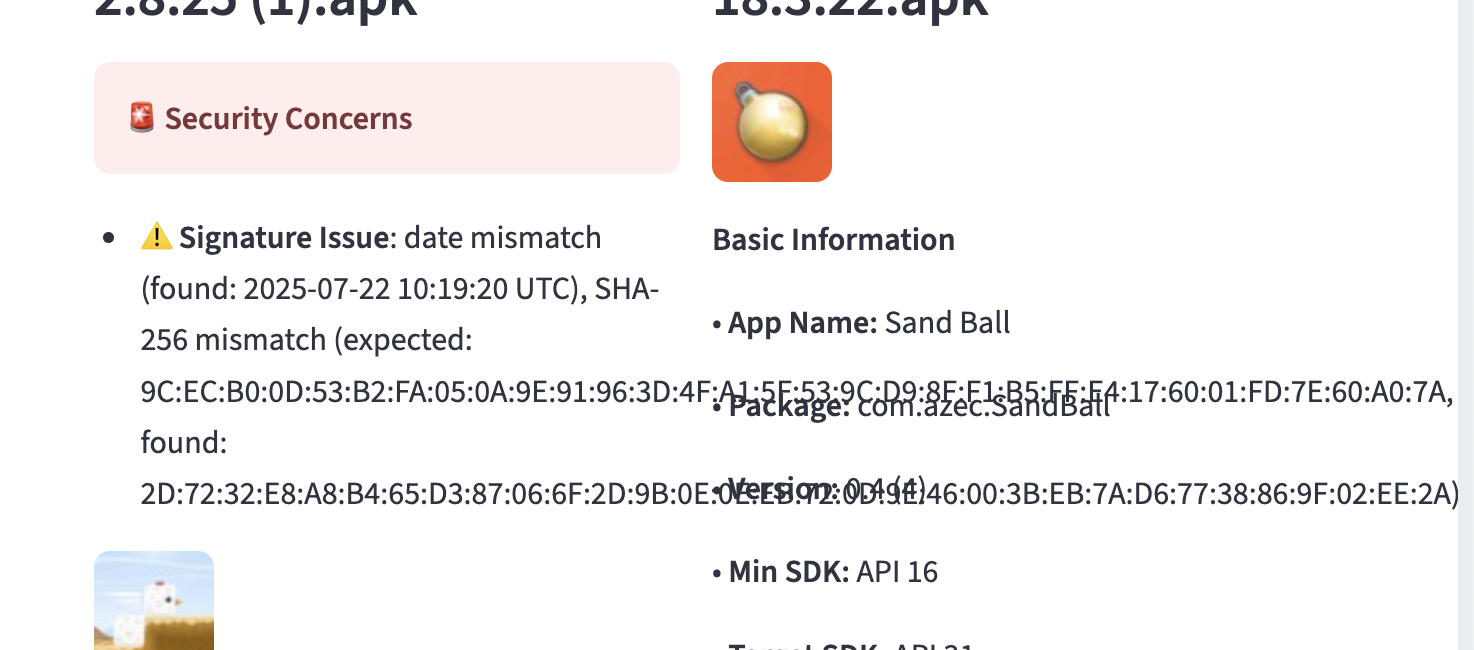 2.8.25 (1).apk
🚨 Security Concerns
• ⚠️ Signature Issue: date mismatch
(found: 2025-07-22 10:19:20 UTC), SHA-
256 mismatch (expected:
9C:EC:B0:0D:53:B2:FA:05:0A:9E:91:96:3D:4F:A1:5F:53:9C:D9:8F:F1:B5:FF:F4:17:60:01:FD:7E:60:A0:7A,
found:
2D:72:32:E8:A8:B4:65:D3:87:06:6F:2D:9B:0E:0E:EB:72:0D:9E:46:00:3B:EB:7A:D6:77:38:86:9F:02:EE:2A)
18.3.22.apk
Basic Information
• App Name: Sand Ball
• Package: com.azec.SandBall
• Version: 0.4 (4)
• Min SDK: API 16
Target SDK: API 31